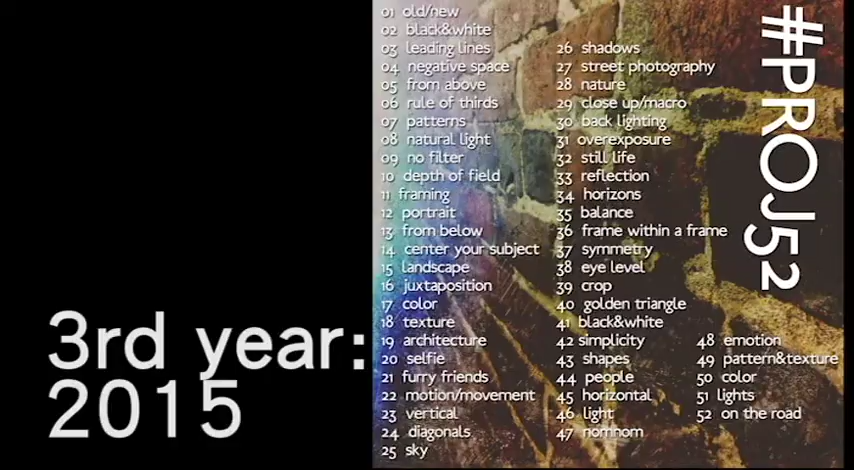 3rd year:
2015
01 old/new
02 black&white
03 leading lines
04 negative space
05 from above
06 rule of thirds
07 patterns
08 natural light
09 no filter
10 depth of field
11 framing
12 portrait
13 from below
14 center your subject
15 landscape
16 juxtaposition
17 color
18 texture
19 architecture
20 selfie
21 furry friends
22 motion/movement
23 vertical
24 diagonals
25 sky
26 shadows
27 street photography
28 nature
29 close up/macro
30 back lighting
31 overexposure
32 still life
33 reflection
34 horizons
35 balance
36 frame within a frame
37 symmetry
38 eye level
39 crop
40 golden triangle
41 black&white
42 simplicity
43 shapes
44 people
45 horizontal
46 light
47 nomnom
48 emotion
49 pattern&texture
50 color
51 lights
52 on the road
#PROJ52